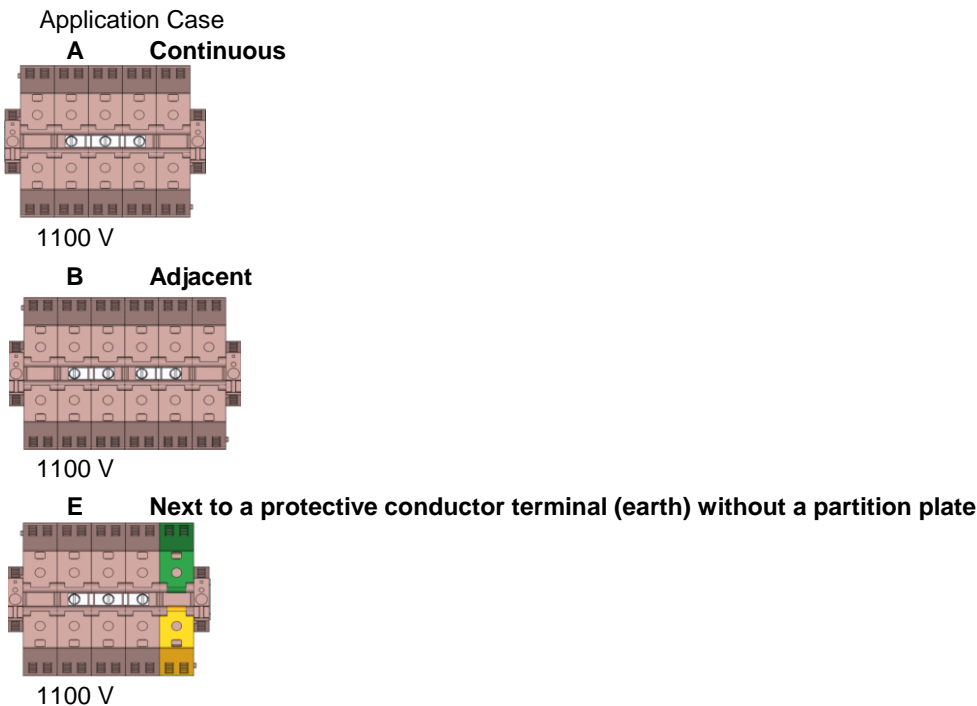 Application Case
A Continuous
1100 V
B Adjacent
1100 V
E Next to a protective conductor terminal (earth) without a partition plate
1100 V